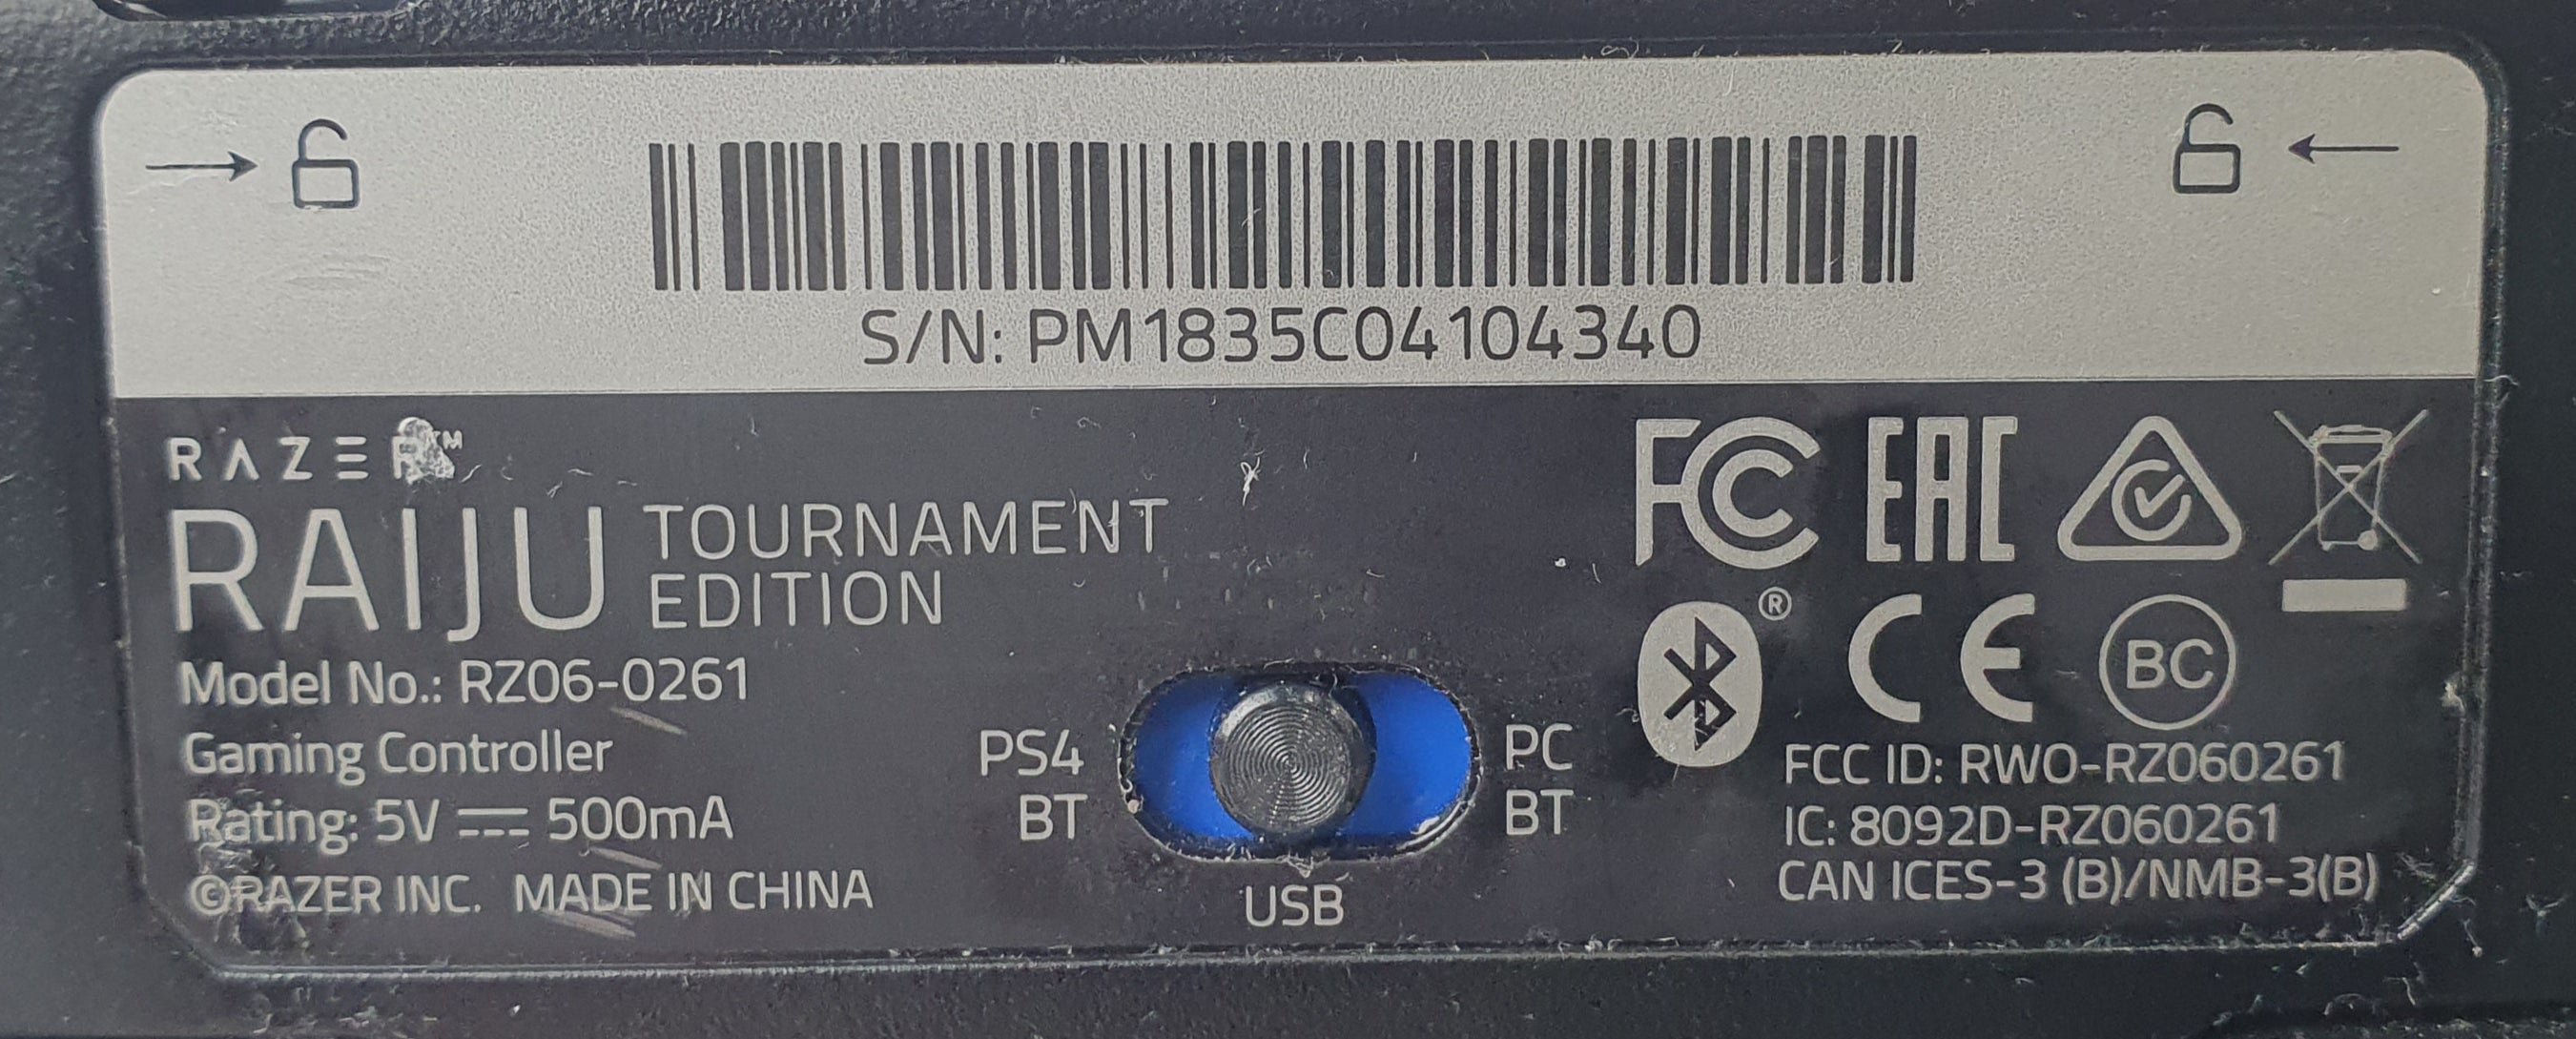 S/N: PM1835C04104340
RAZER™
RAIJU TOURNAMENT
EDITION
Model No.: RZ06-0261
Gaming Controller
Rating: 5V ⎓ 500mA
©RAZER INC. MADE IN CHINA
PS4
BT
PC
BT
USB
FC EAC
® CE BC
FCC ID: RWO-RZ060261
IC: 8092D-RZ060261
CAN ICES-3 (B)/NMB-3(B)